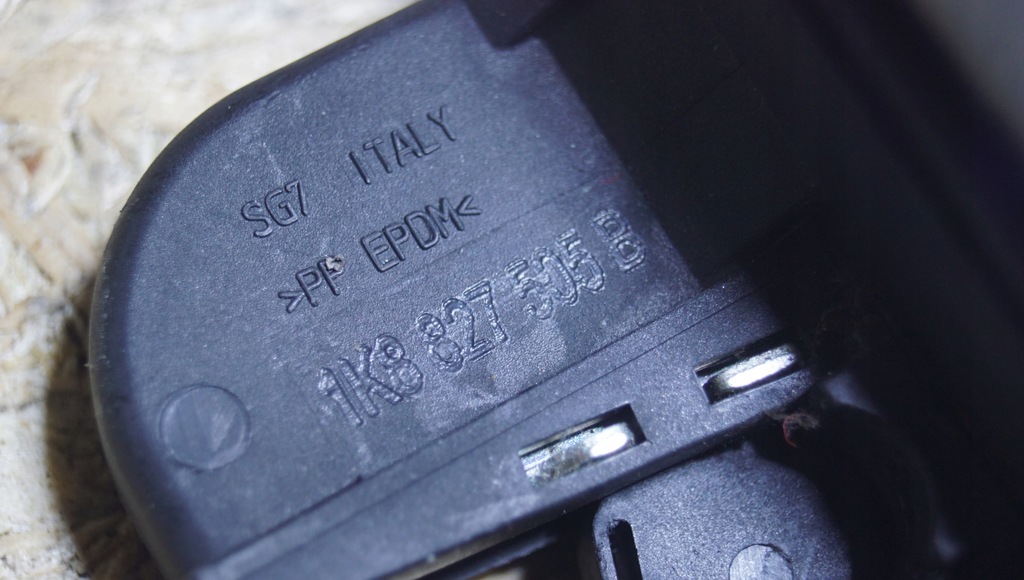 SG7 ITALY
>PP EPDM<
1K8 827 505 B